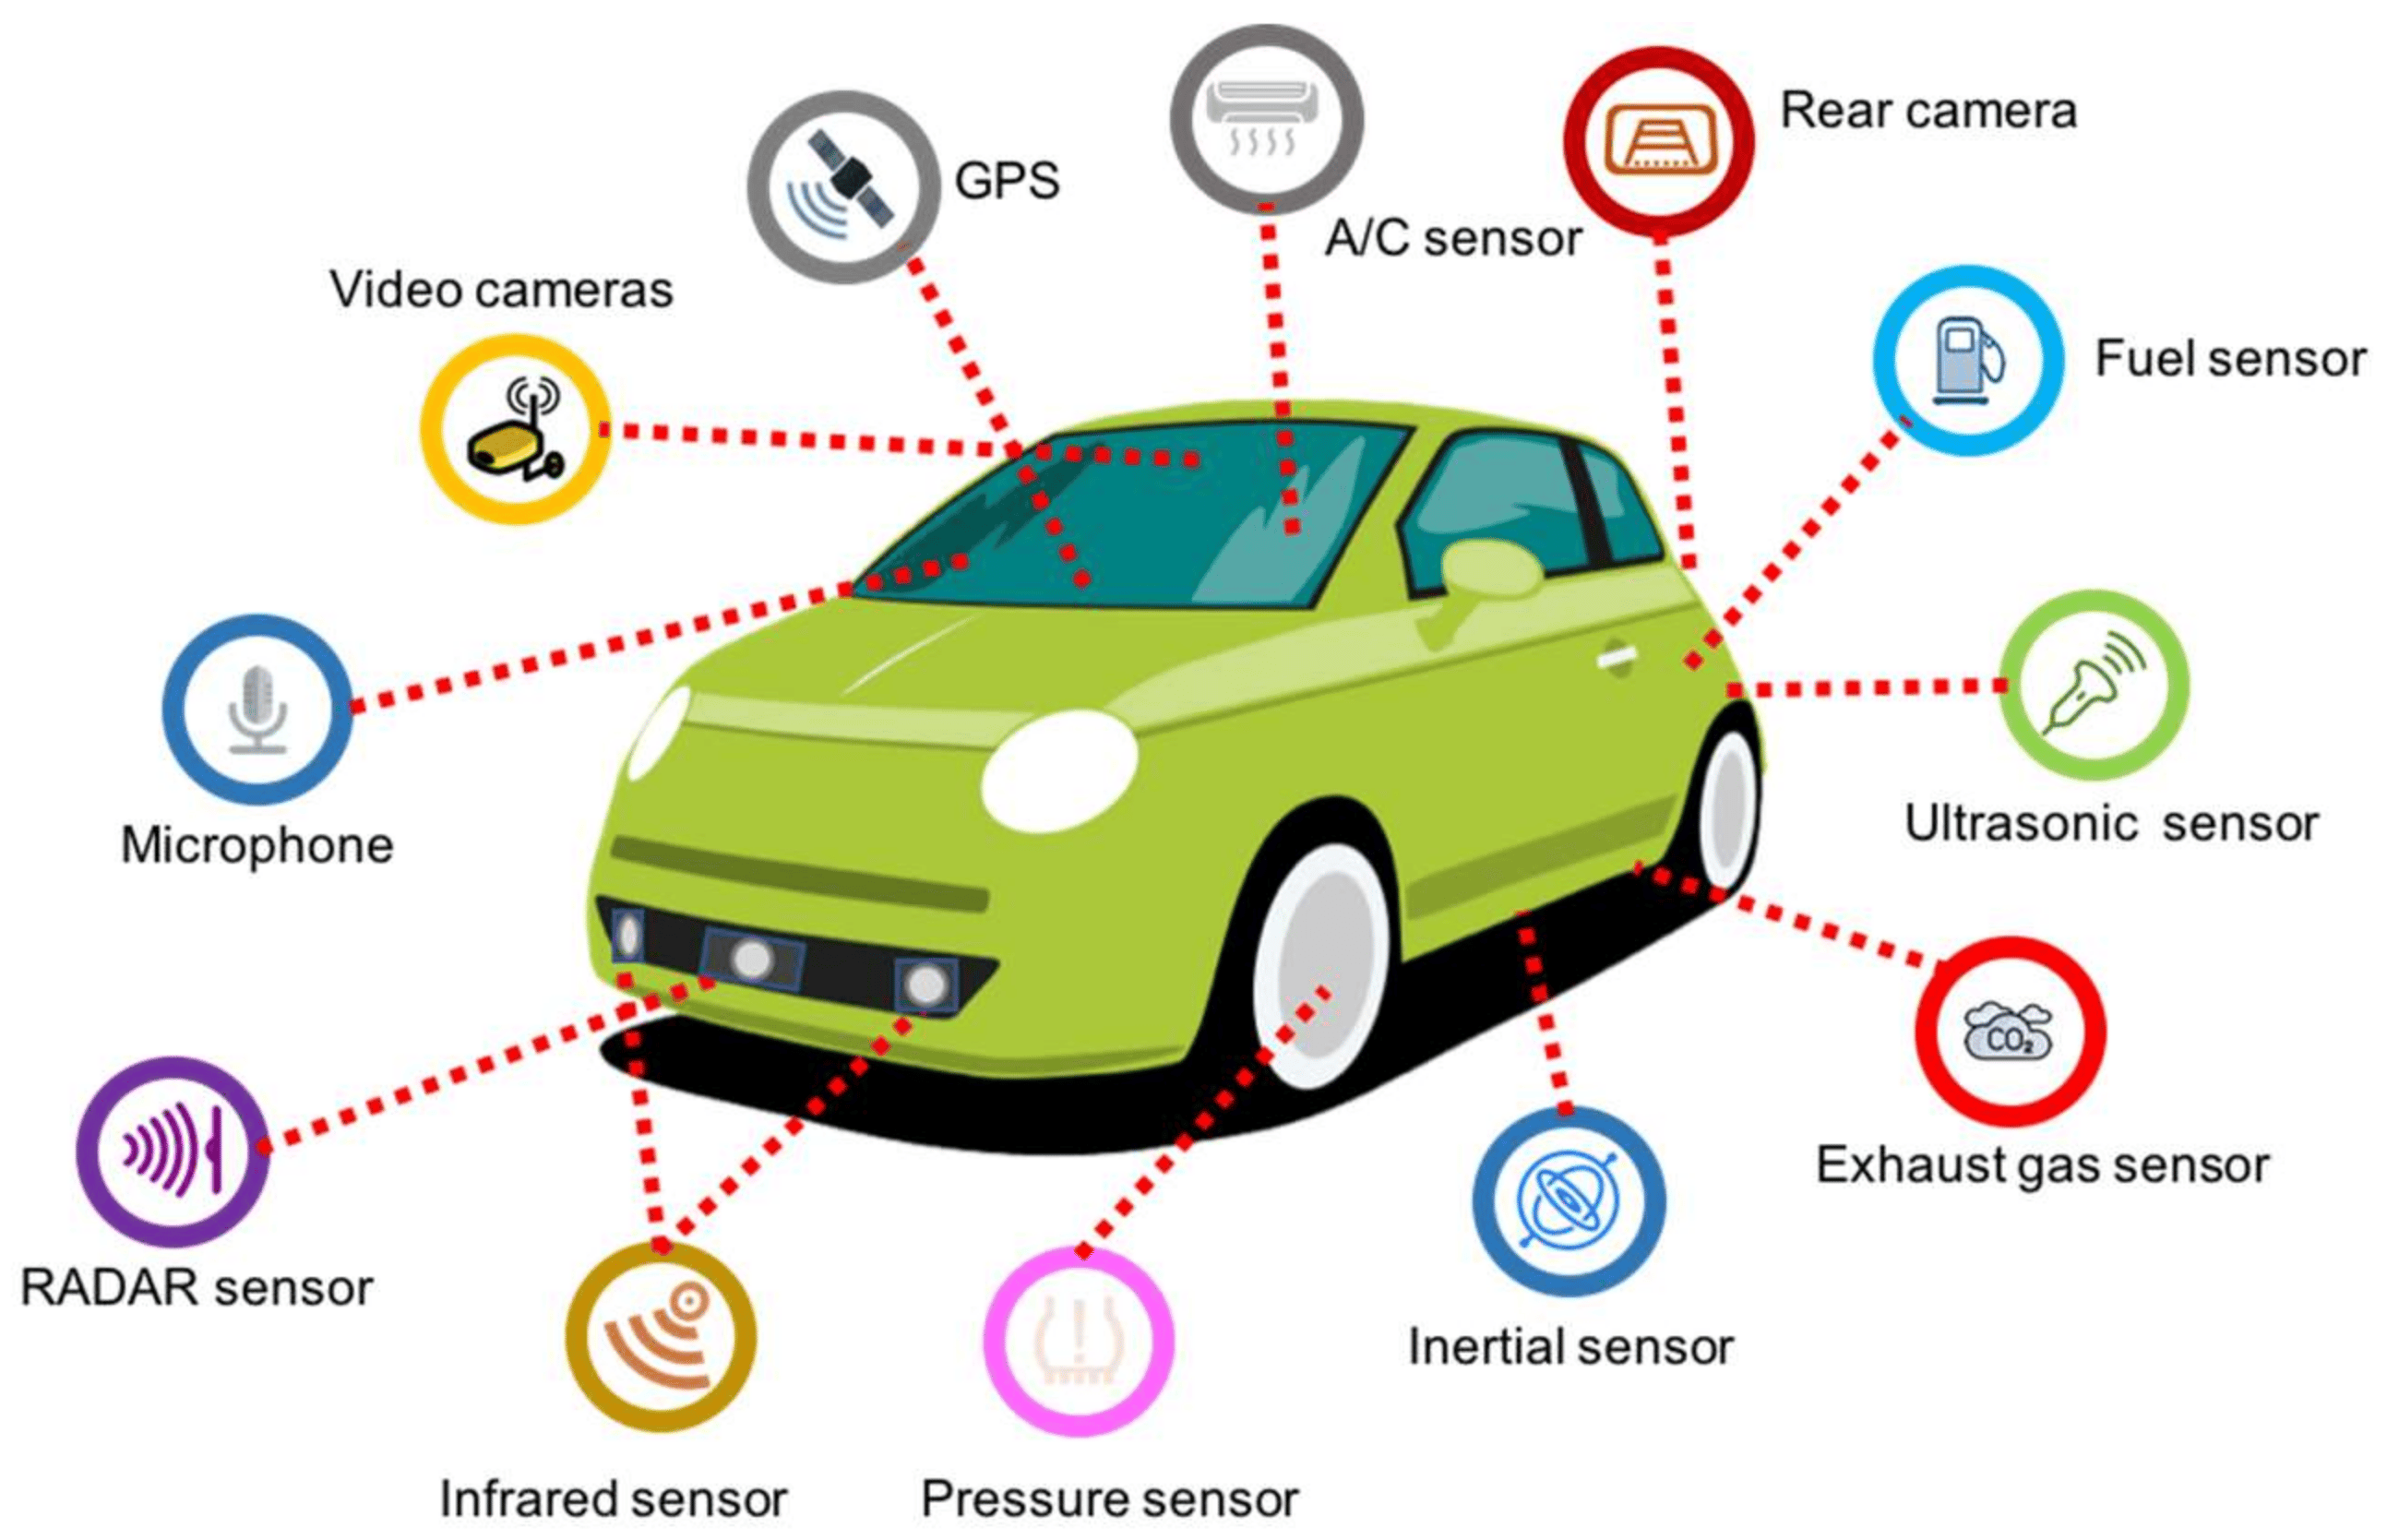 Rear camera
GPS
A/C sensor
Video cameras
Fuel sensor
Microphone
Ultrasonic sensor
CO₂
Exhaust gas sensor
RADAR sensor
Inertial sensor
Infrared sensor
Pressure sensor